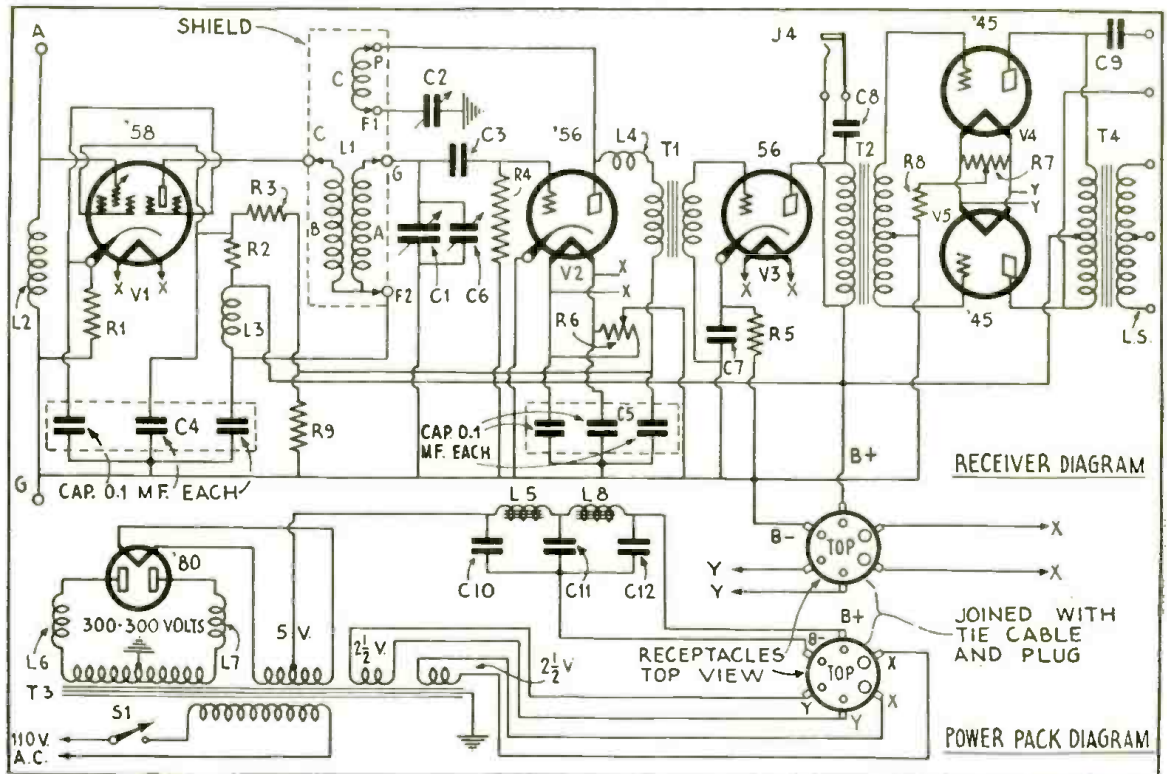 SHIELD
A
'58
V1
X
X
L2
R1
R2
R3
L3
C4
CAP. 0.1 MF. EACH
G
R9
C
P
F1
C2
C
L1
G
B
A
F2
C3
C1
C6
R4
'56
V2
X
X
R6
L4
T1
CAP. 0.1
MF. EACH
C5
56
V3
X
X
C7
R5
J4
C8
T2
R8
'45
V4
R7
Y
Y
V5
'45
C9
T4
L.S.
B+
RECEIVER DIAGRAM
L5
L8
C10
C11
C12
B-
TOP
X
X
Y
Y
'80
300-300 VOLTS
L6
L7
5 V.
2½ V.
2½ V
T3
S1
110 V.
A.C.
B+
B-
RECEPTACLES
TOP VIEW
TOP
X
X
Y
Y
JOINED WITH
TIE CABLE
AND PLUG
POWER PACK DIAGRAM